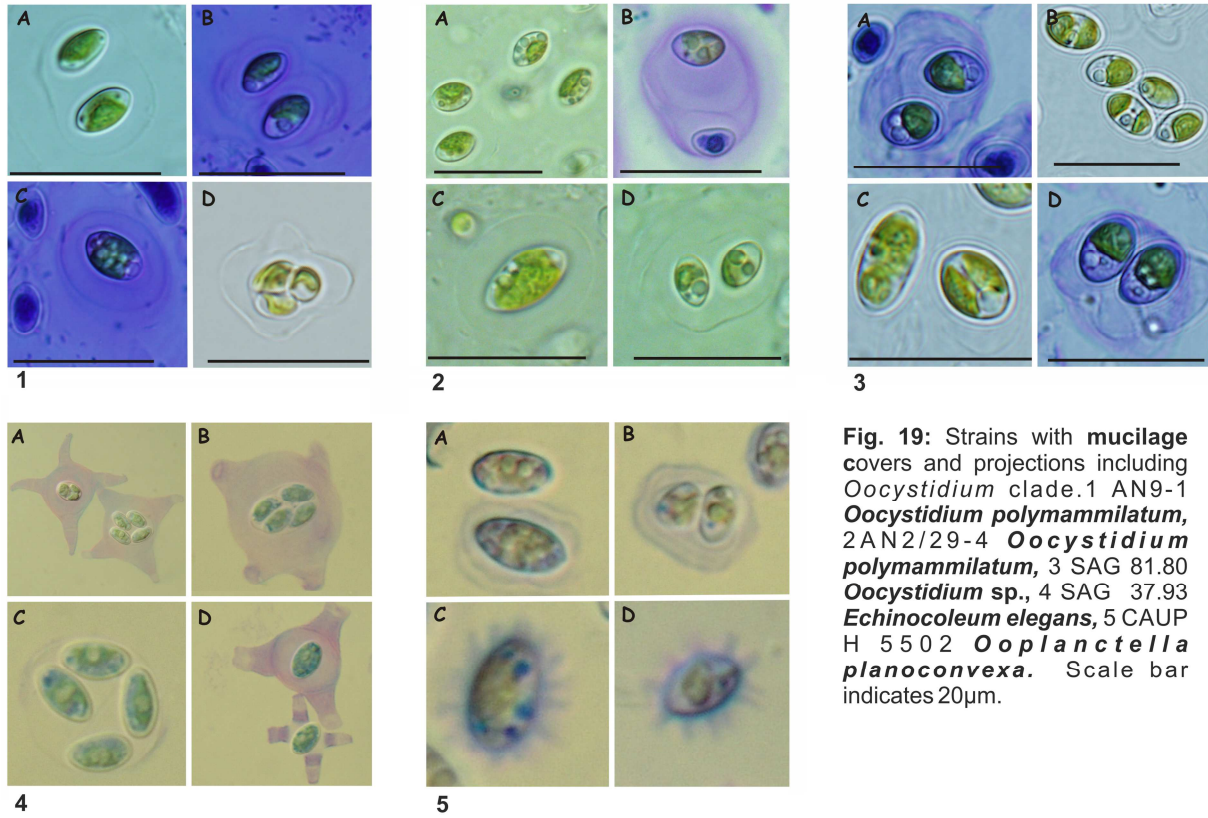 A
B
C
D
1
A
B
C
D
2
A
B
C
D
3
A
B
C
D
4
A
B
C
D
5
Fig. 19: Strains with mucilage
covers and projections including
Oocystidium clade.1 AN9-1
Oocystidium polymammilatum,
2AN2/29-4 Oocystidium
polymammilatum, 3 SAG 81.80
Oocystidium sp., 4 SAG 37.93
Echinocoleum elegans, 5 CAUP
H 5502 Ooplanctella
planoconvexa. Scale bar
indicates 20µm.